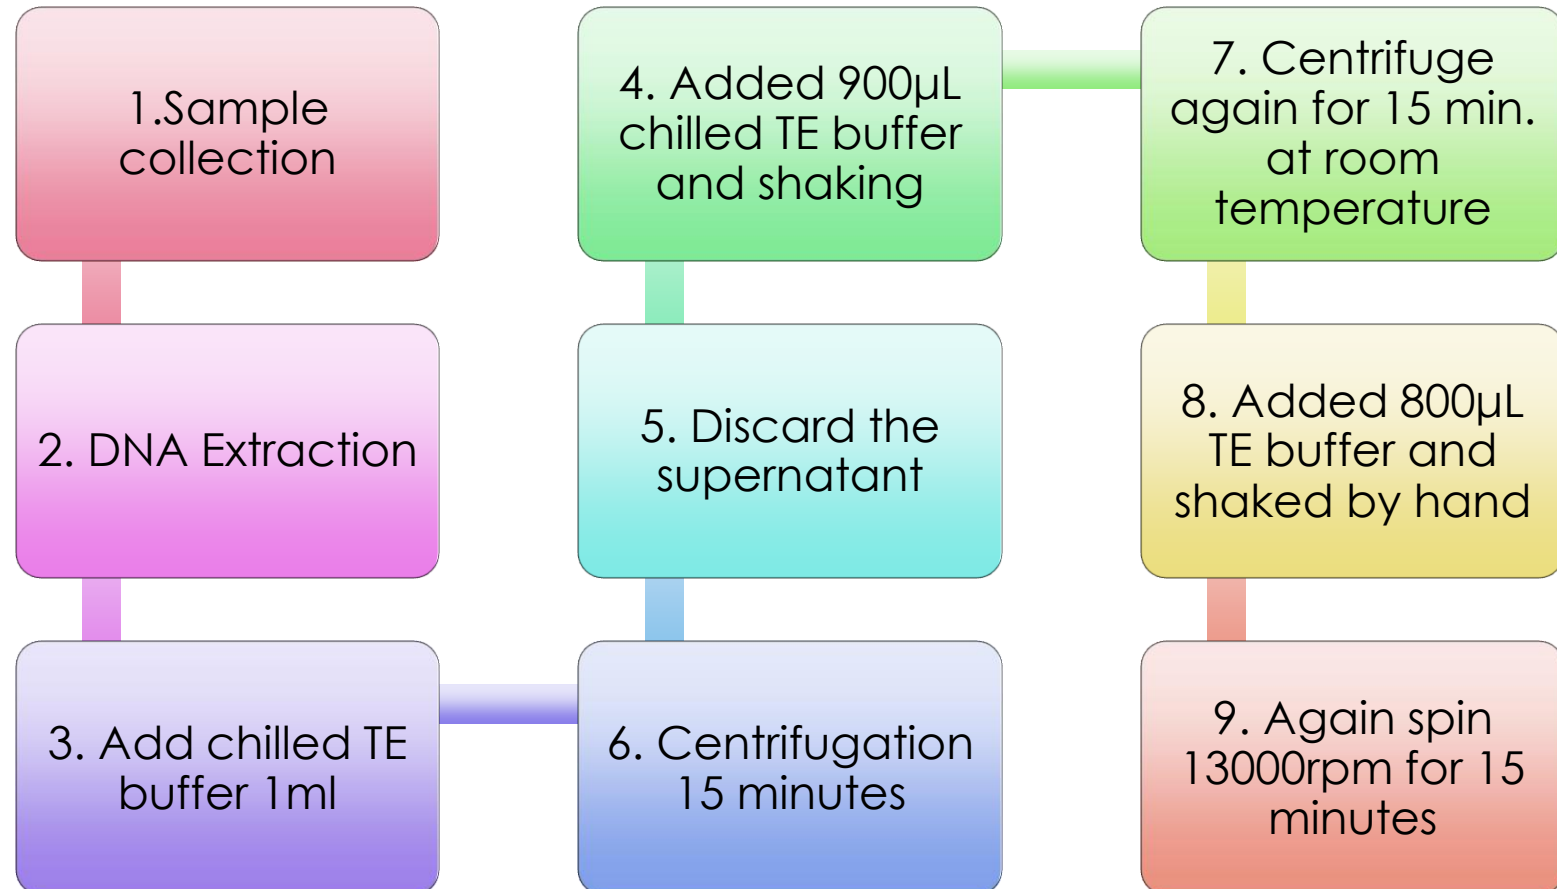 1.Sample
collection
2. DNA Extraction
3. Add chilled TE
buffer 1ml
4. Added 900µL
chilled TE buffer
and shaking
5. Discard the
supernatant
6. Centrifugation
15 minutes
7. Centrifuge
again for 15 min.
at room
temperature
8. Added 800µL
TE buffer and
shaked by hand
9. Again spin
13000rpm for 15
minutes